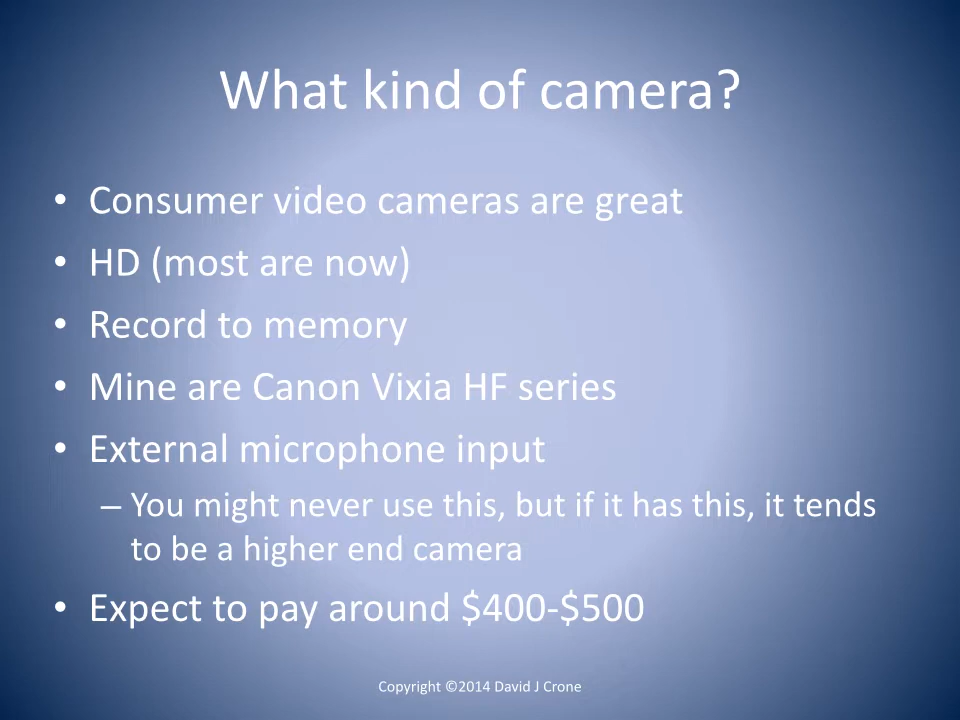 What kind of camera?
• Consumer video cameras are great
• HD (most are now)
• Record to memory
• Mine are Canon Vixia HF series
• External microphone input
– You might never use this, but if it has this, it tends
to be a higher end camera
• Expect to pay around $400-$500
Copyright ©2014 David J Crone